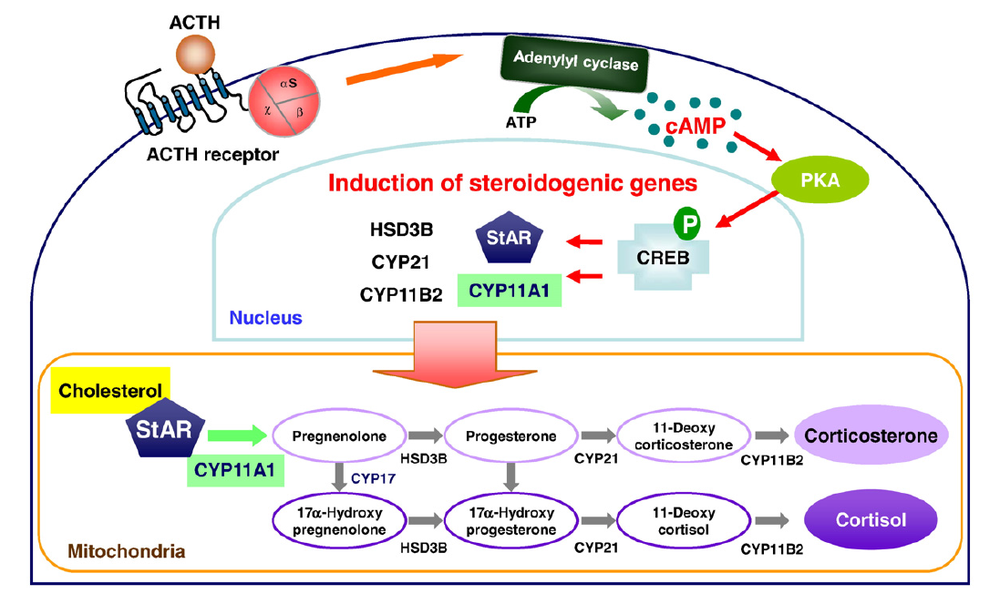 ACTH
αS
χ
β
ACTH receptor
Adenylyl cyclase
ATP
cAMP
PKA
Induction of steroidogenic genes
P
HSD3B
StAR
CREB
CYP21
CYP11B2
CYP11A1
Nucleus
Cholesterol
StAR
CYP11A1
Pregnenolone
HSD3B
Progesterone
CYP21
11-Deoxy
corticosterone
CYP11B2
Corticosterone
CYP17
17α-Hydroxy
pregnenolone
HSD3B
17α-Hydroxy
progesterone
CYP21
11-Deoxy
cortisol
CYP11B2
Cortisol
Mitochondria